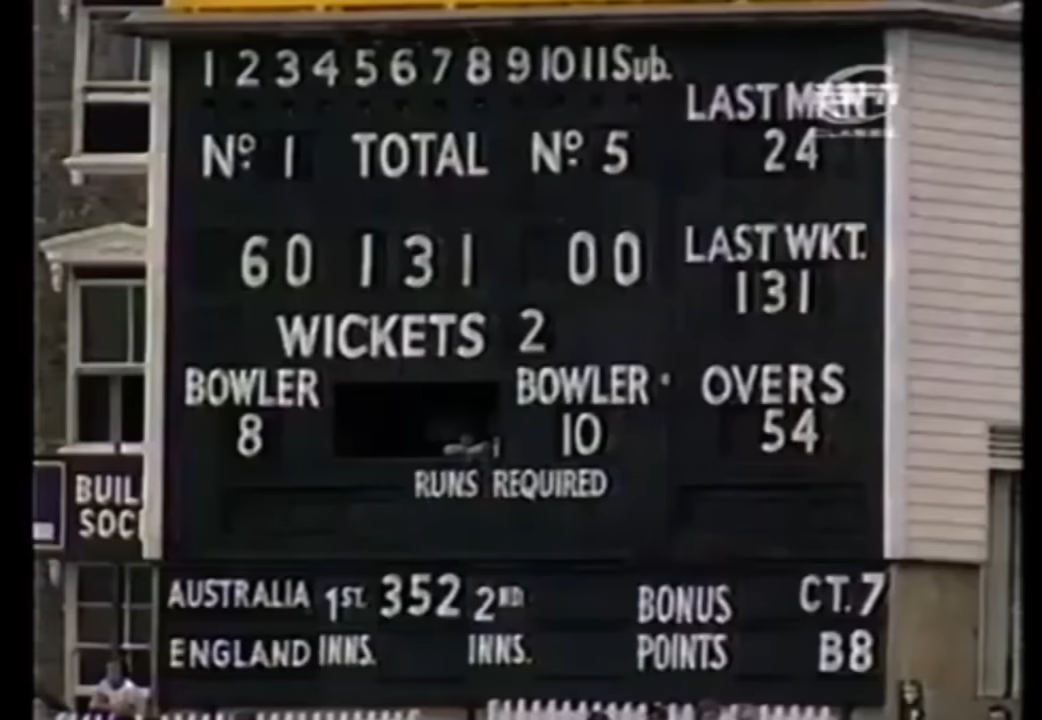 1 2 3 4 5 6 7 8 9 10 11 Sub.
LAST MAN
24
Nº 1 TOTAL Nº 5
60 131 00
LAST WKT.
131
WICKETS 2
BOWLER
8
BOWLER
10
OVERS
54
RUNS REQUIRED
BUIL
SOCI
AUSTRALIA 1ST. 352 2ND
ENGLAND INNS. INNS.
BONUS
POINTS
CT. 7
B8